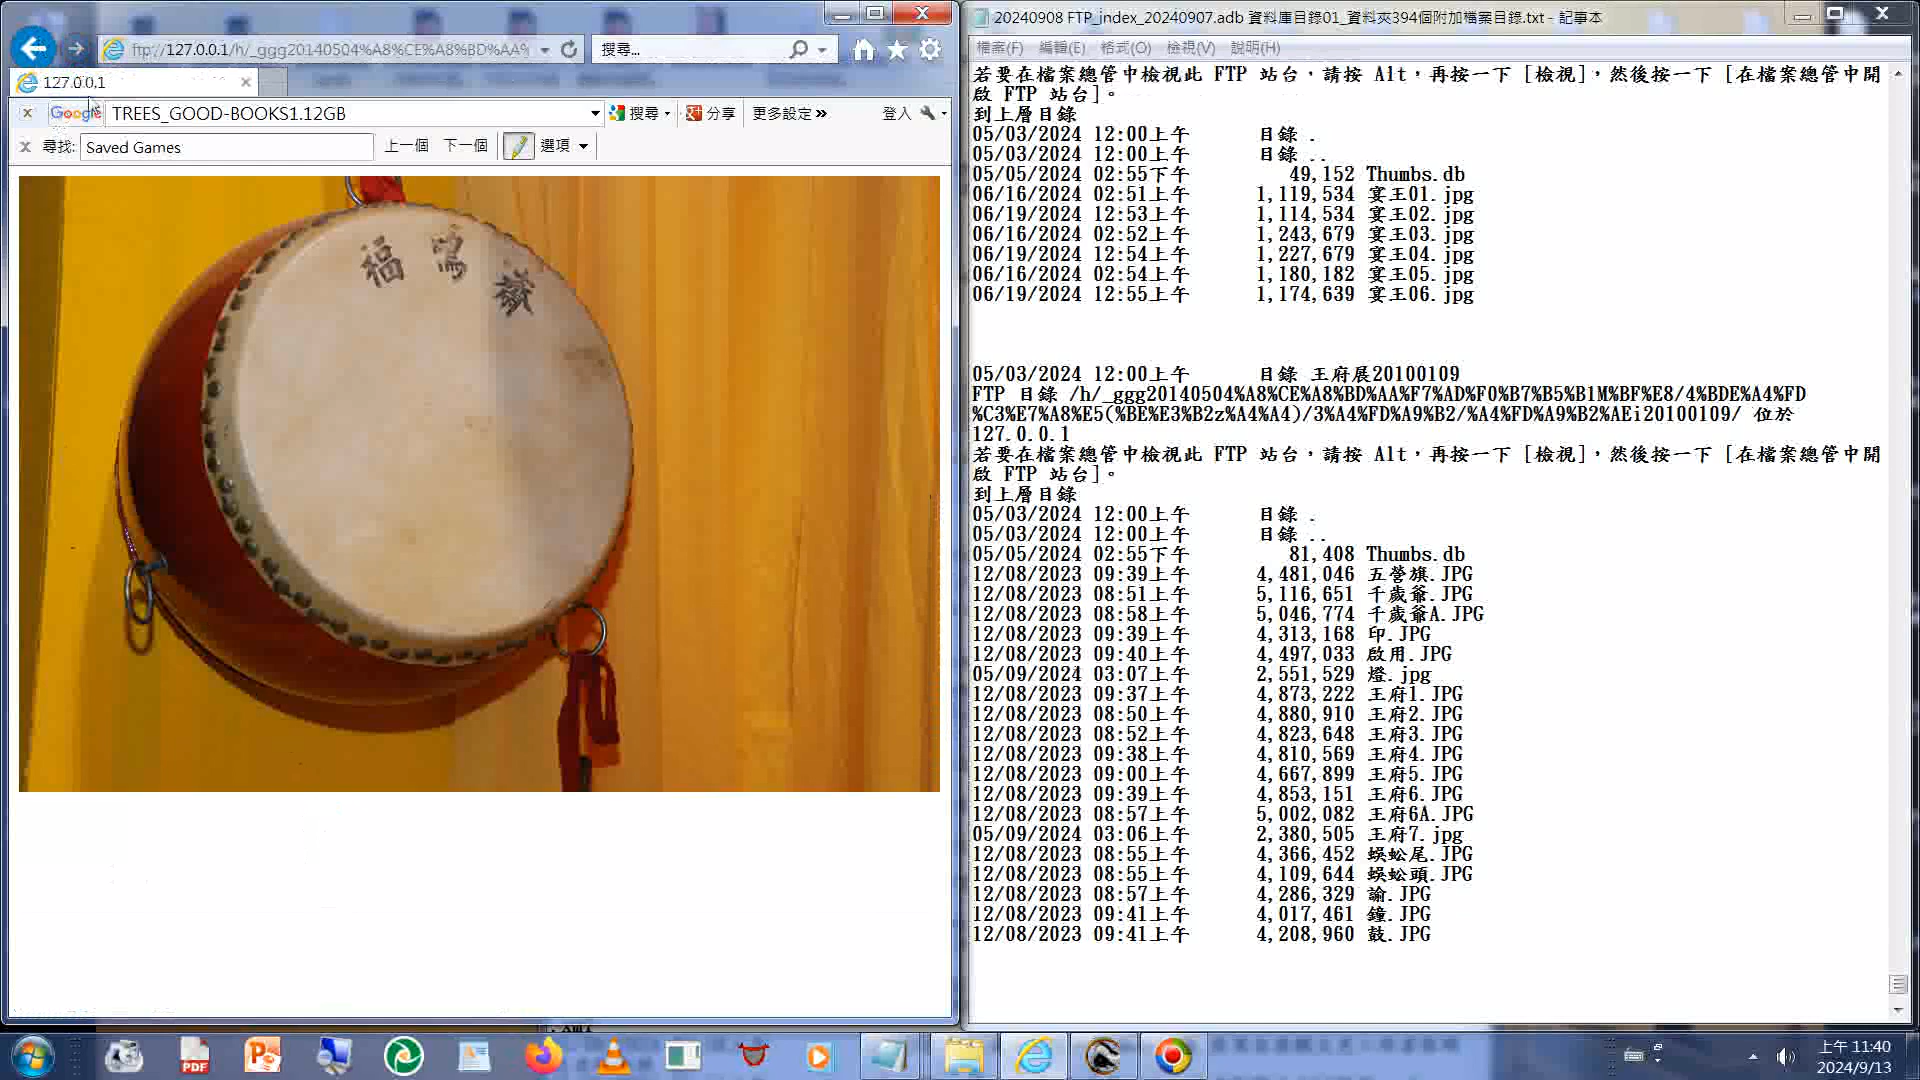 ftp://127.0.0.1/h/_ggg20140504%A8%CE%A8%BD%AA%
搜尋...
127.0.0.1
Google TREES_GOOD-BOOKS1.12GB 搜尋 分享 更多設定 » 登入
尋找: Saved Games 上一個 下一個 選項
福
嶽
20240908 FTP_index_20240907.adb 資料庫目錄01_資料夾394個附加檔案目錄.txt - 記事本
檔案(F) 編輯(E) 格式(O) 檢視(V) 說明(H)
若要在檔案總管中檢視此 FTP 站台，請按 Alt，再按一下 [檢視]，然後按一下 [在檔案總管中開
啟 FTP 站台]。
到上層目錄
05/03/2024 12:00上午 目錄 .
05/03/2024 12:00上午 目錄 ..
05/05/2024 02:55下午 49,152 Thumbs.db
06/16/2024 02:51上午 1,119,534 宴王01.jpg
06/19/2024 12:53上午 1,114,534 宴王02.jpg
06/16/2024 02:52上午 1,243,679 宴王03.jpg
06/19/2024 12:54上午 1,227,679 宴王04.jpg
06/16/2024 02:54上午 1,180,182 宴王05.jpg
06/19/2024 12:55上午 1,174,639 宴王06.jpg
05/03/2024 12:00上午 目錄 王府展20100109
FTP 目錄 /h/_ggg20140504%A8%CE%A8%BD%AA%F7%AD%F0%B7%B5%B1M%BF%E8/4%BDE%A4%FD
%C3%E7%A8%E5(%BE%E3%B2z%A4%A4)/3%A4%FD%A9%B2/%A4%FD%A9%B2%AEi20100109/ 位於
127.0.0.1
若要在檔案總管中檢視此 FTP 站台，請按 Alt，再按一下 [檢視]，然後按一下 [在檔案總管中開
啟 FTP 站台]。
到上層目錄
05/03/2024 12:00上午 目錄 .
05/03/2024 12:00上午 目錄 ..
05/05/2024 02:55下午 81,408 Thumbs.db
12/08/2023 09:39上午 4,481,046 五營旗.JPG
12/08/2023 08:51上午 5,116,651 千歲爺.JPG
12/08/2023 08:58上午 5,046,774 千歲爺A.JPG
12/08/2023 09:39上午 4,313,168 印.JPG
12/08/2023 09:40上午 4,497,033 啟用.JPG
05/09/2024 03:07上午 2,551,529 燈.jpg
12/08/2023 09:37上午 4,873,222 王府1.JPG
12/08/2023 08:50上午 4,880,910 王府2.JPG
12/08/2023 08:52上午 4,823,648 王府3.JPG
12/08/2023 09:38上午 4,810,569 王府4.JPG
12/08/2023 09:00上午 4,667,899 王府5.JPG
12/08/2023 09:39上午 4,853,151 王府6.JPG
12/08/2023 08:57上午 5,002,082 王府6A.JPG
05/09/2024 03:06上午 2,380,505 王府7.jpg
12/08/2023 08:55上午 4,366,452 蜈蚣尾.JPG
12/08/2023 08:55上午 4,109,644 蜈蚣頭.JPG
12/08/2023 08:57上午 4,286,329 諭.JPG
12/08/2023 09:41上午 4,017,461 鐘.JPG
12/08/2023 09:41上午 4,208,960 鼓.JPG
PDF
上午 11:40
2024/9/13